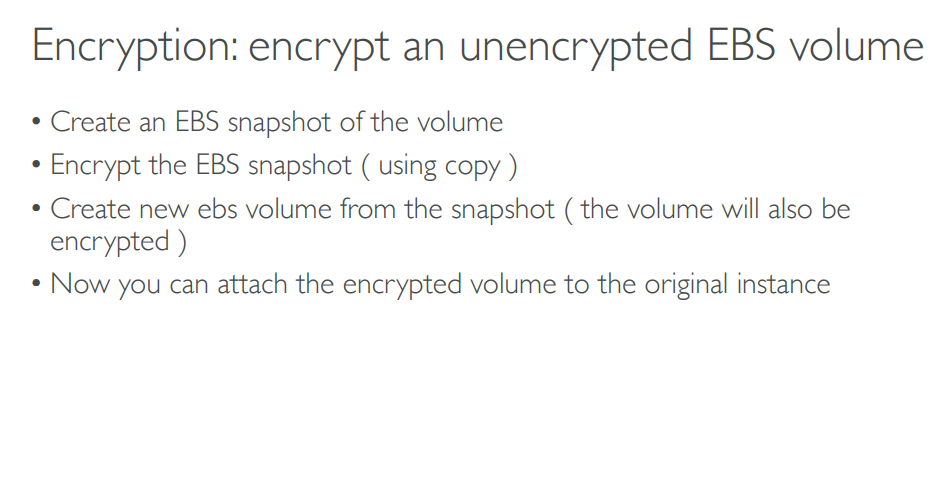 Encryption: encrypt an unencrypted EBS volume
• Create an EBS snapshot of the volume
• Encrypt the EBS snapshot ( using copy )
• Create new ebs volume from the snapshot ( the volume will also be
encrypted )
• Now you can attach the encrypted volume to the original instance